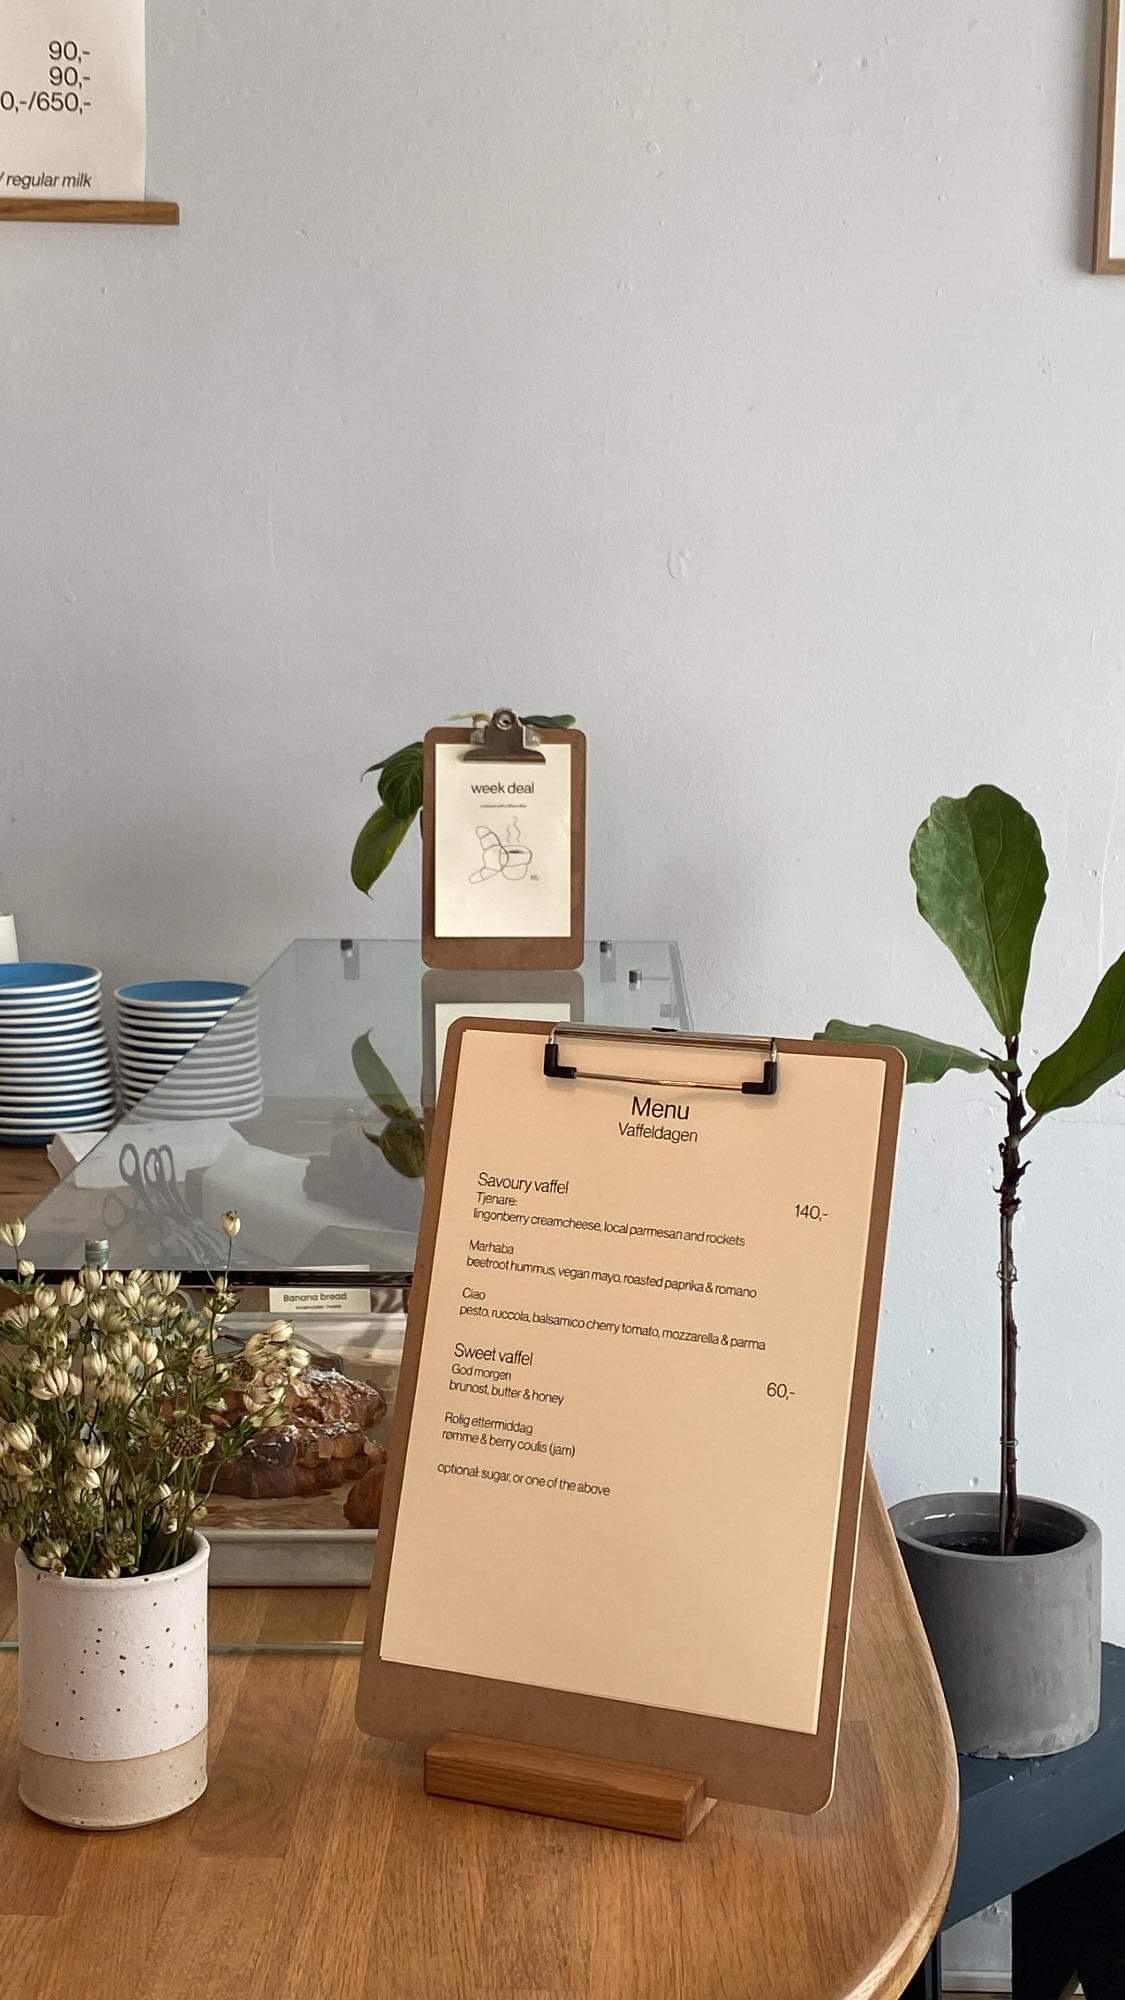 90,-
90,-
0,-/650,-
/ regular milk
week deal
Banana bread
Menu
Vaffeldagen
Savoury vaffel
140,-
Tjenare:
lingonberry creamcheese, local parmesan and rockets
Marhaba
beetroot hummus, vegan mayo, roasted paprika & romano
Ciao
pesto, ruccola, balsamico cherry tomato, mozzarella & parma
Sweet vaffel
60,-
God morgen
brunost, butter & honey
Rolig ettermiddag
rømme & berry coulis (jam)
optional: sugar, or one of the above